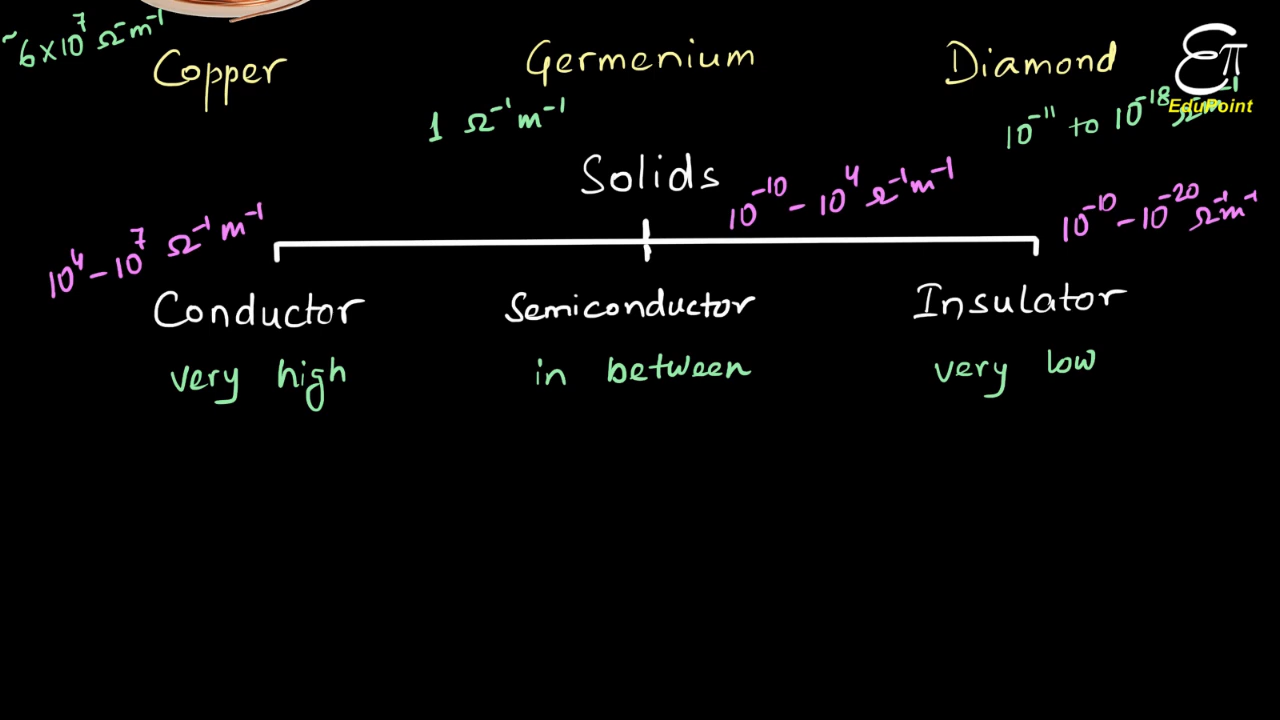 ~6×10⁷ Ω⁻m⁻¹
Copper
Germenium
Diamond
επ
EduPoint
1 Ω⁻¹m⁻¹
10⁻¹¹ to 10⁻¹⁸
Solids
10⁴ – 10⁷ Ω⁻¹ m⁻¹
10⁻¹⁰ – 10⁴ Ω⁻¹m⁻¹
10⁻¹⁰ – 10⁻²⁰ Ω⁻¹m⁻¹
Conductor
Semiconductor
Insulator
very high
in between
very low